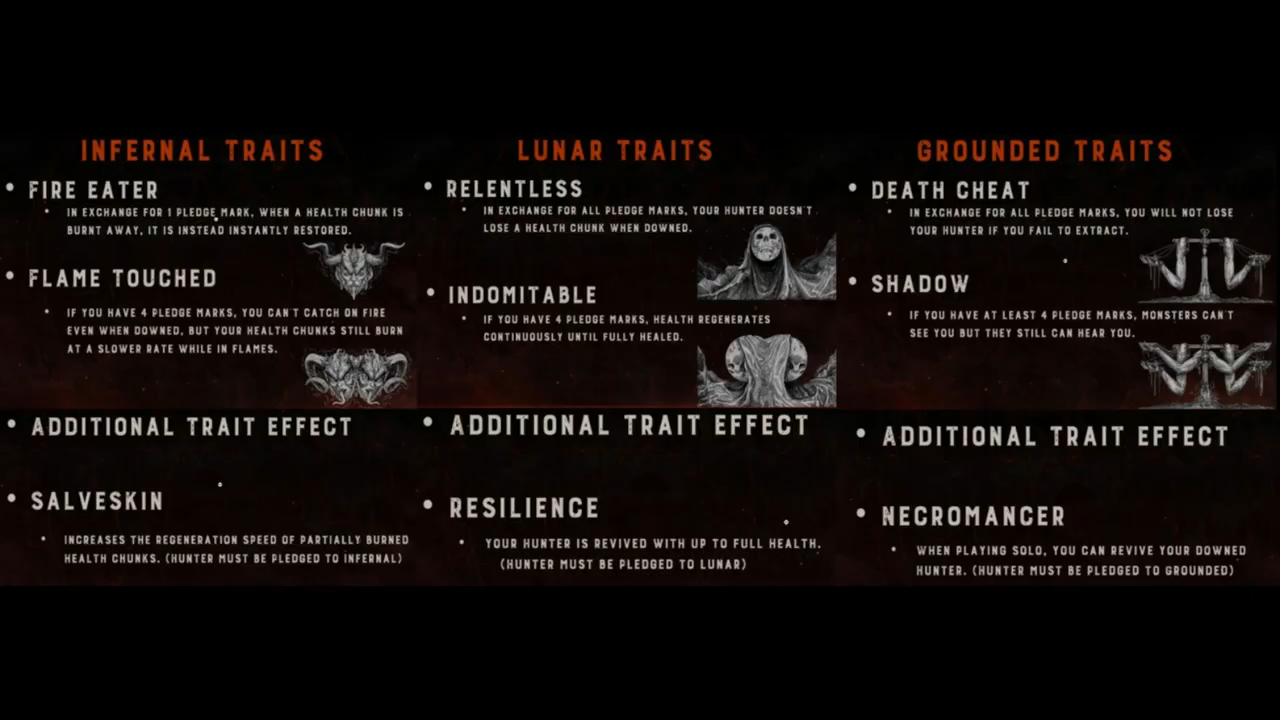 INFERNAL TRAITS
• FIRE EATER
• IN EXCHANGE FOR 1 PLEDGE MARK, WHEN A HEALTH CHUNK IS
BURNT AWAY, IT IS INSTEAD INSTANTLY RESTORED.
• FLAME TOUCHED
• IF YOU HAVE 4 PLEDGE MARKS, YOU CAN'T CATCH ON FIRE
EVEN WHEN DOWNED, BUT YOUR HEALTH CHUNKS STILL BURN
AT A SLOWER RATE WHILE IN FLAMES.
• ADDITIONAL TRAIT EFFECT
• SALVESKIN
• INCREASES THE REGENERATION SPEED OF PARTIALLY BURNED
HEALTH CHUNKS. (HUNTER MUST BE PLEDGED TO INFERNAL)
LUNAR TRAITS
• RELENTLESS
• IN EXCHANGE FOR ALL PLEDGE MARKS, YOUR HUNTER DOESN'T
LOSE A HEALTH CHUNK WHEN DOWNED.
• INDOMITABLE
• IF YOU HAVE 4 PLEDGE MARKS, HEALTH REGENERATES
CONTINUOUSLY UNTIL FULLY HEALED.
• ADDITIONAL TRAIT EFFECT
• RESILIENCE
• YOUR HUNTER IS REVIVED WITH UP TO FULL HEALTH.
(HUNTER MUST BE PLEDGED TO LUNAR)
GROUNDED TRAITS
• DEATH CHEAT
• IN EXCHANGE FOR ALL PLEDGE MARKS, YOU WILL NOT LOSE
YOUR HUNTER IF YOU FAIL TO EXTRACT.
• SHADOW
• IF YOU HAVE AT LEAST 4 PLEDGE MARKS, MONSTERS CAN'T
SEE YOU BUT THEY STILL CAN HEAR YOU.
• ADDITIONAL TRAIT EFFECT
• NECROMANCER
• WHEN PLAYING SOLO, YOU CAN REVIVE YOUR DOWNED
HUNTER. (HUNTER MUST BE PLEDGED TO GROUNDED)